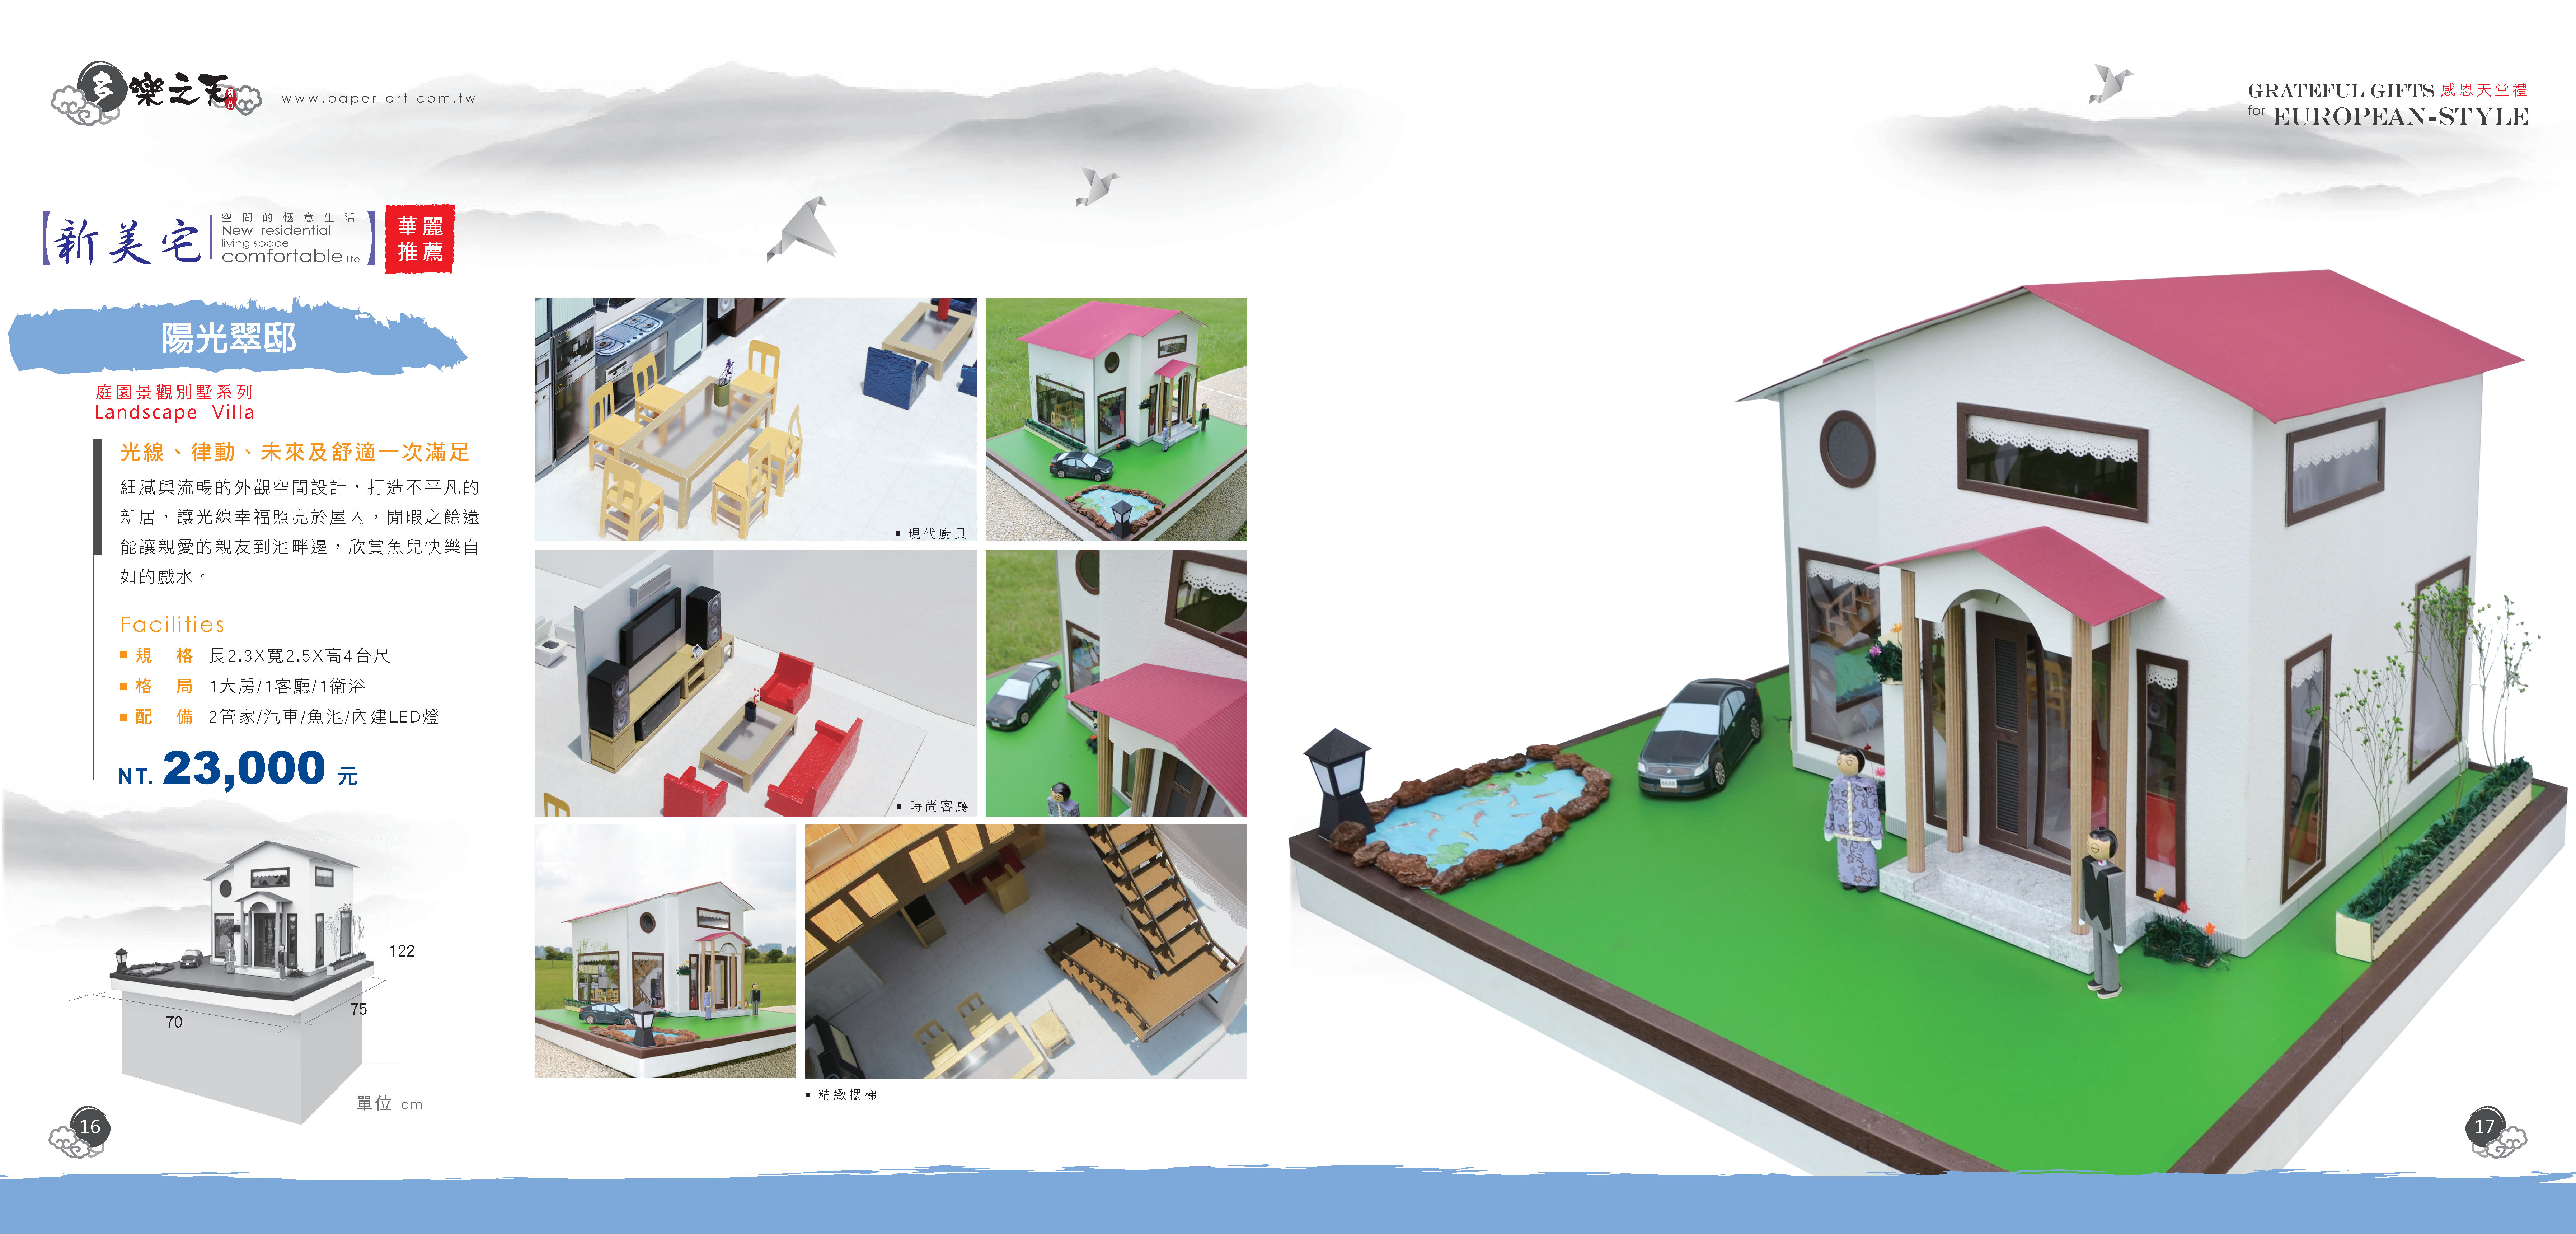 多樂之天
www.paper-art.com.tw
GRATEFUL GIFTS 感恩天堂禮
for EUROPEAN-STYLE
【新美宅
空間的愜意生活
New residential
living space
comfortable life】
華麗
推薦
陽光翠邸
庭園景觀別墅系列
Landscape Villa
光線、律動、未來及舒適一次滿足
細膩與流暢的外觀空間設計，打造不平凡的
新居，讓光線幸福照亮於屋內，閒暇之餘還
能讓親愛的親友到池畔邊，欣賞魚兒快樂自
如的戲水。
Facilities
■ 規 格 長2.3X寬2.5X高4台尺
■ 格 局 1大房/1客廳/1衛浴
■ 配 備 2管家/汽車/魚池/內建LED燈
NT. 23,000 元
122
75
70
單位 cm
16
■ 現代廚具
■ 時尚客廳
■ 精緻樓梯
17